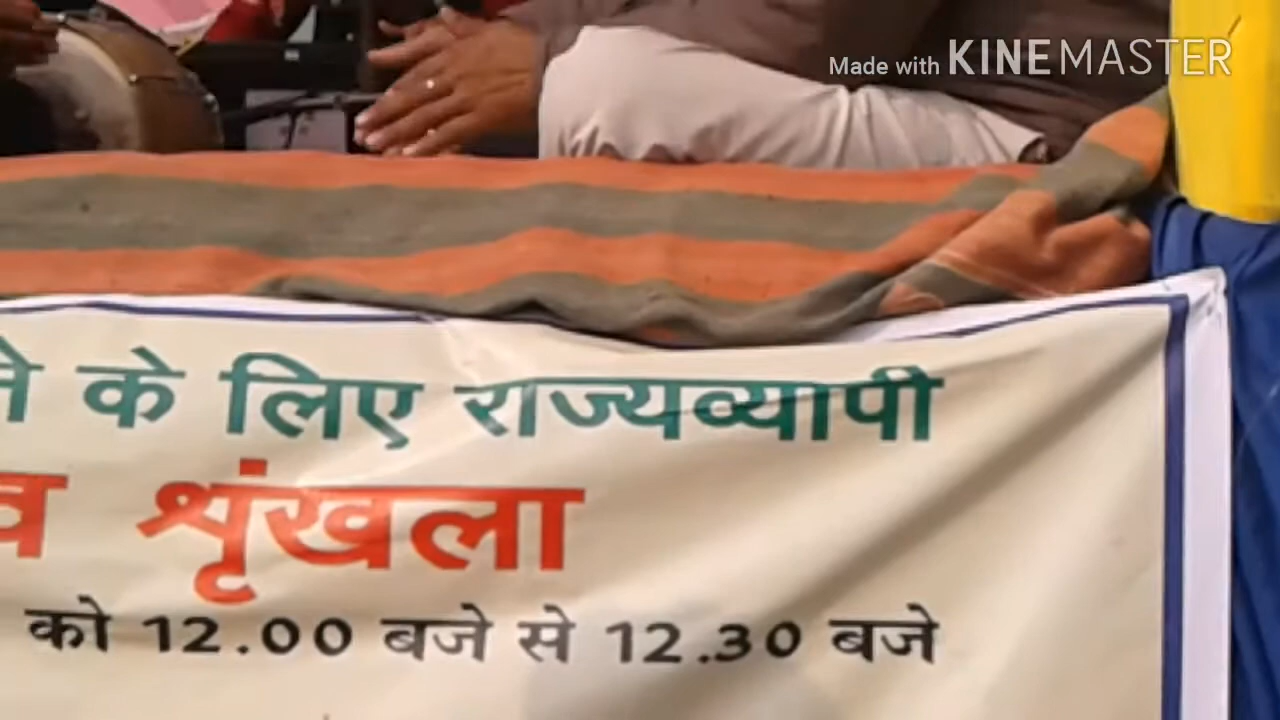 Made with KINEMASTER
के लिए राज्यव्यापी
व शृंखला
को 12.00 बजे से 12.30 बजे